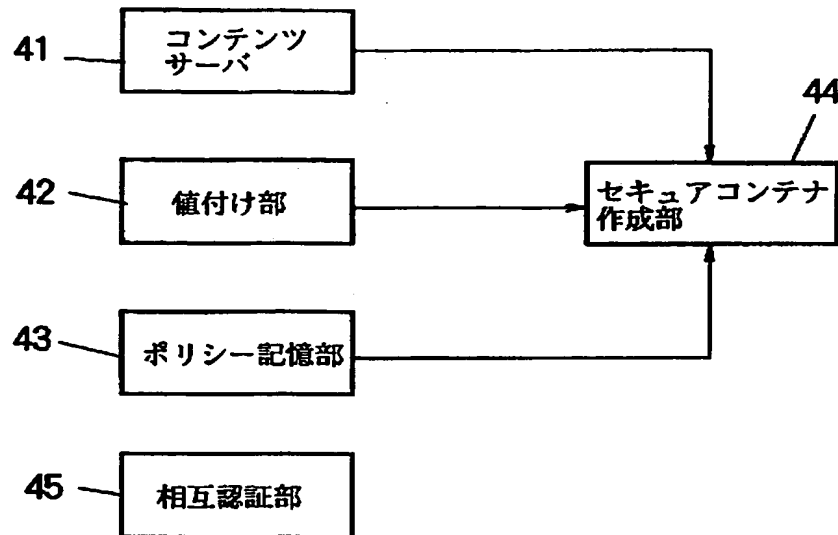 41
コンテンツ
サーバ
44
42
値付け部
セキュアコンテナ
作成部
43
ポリシー記憶部
45
相互認証部